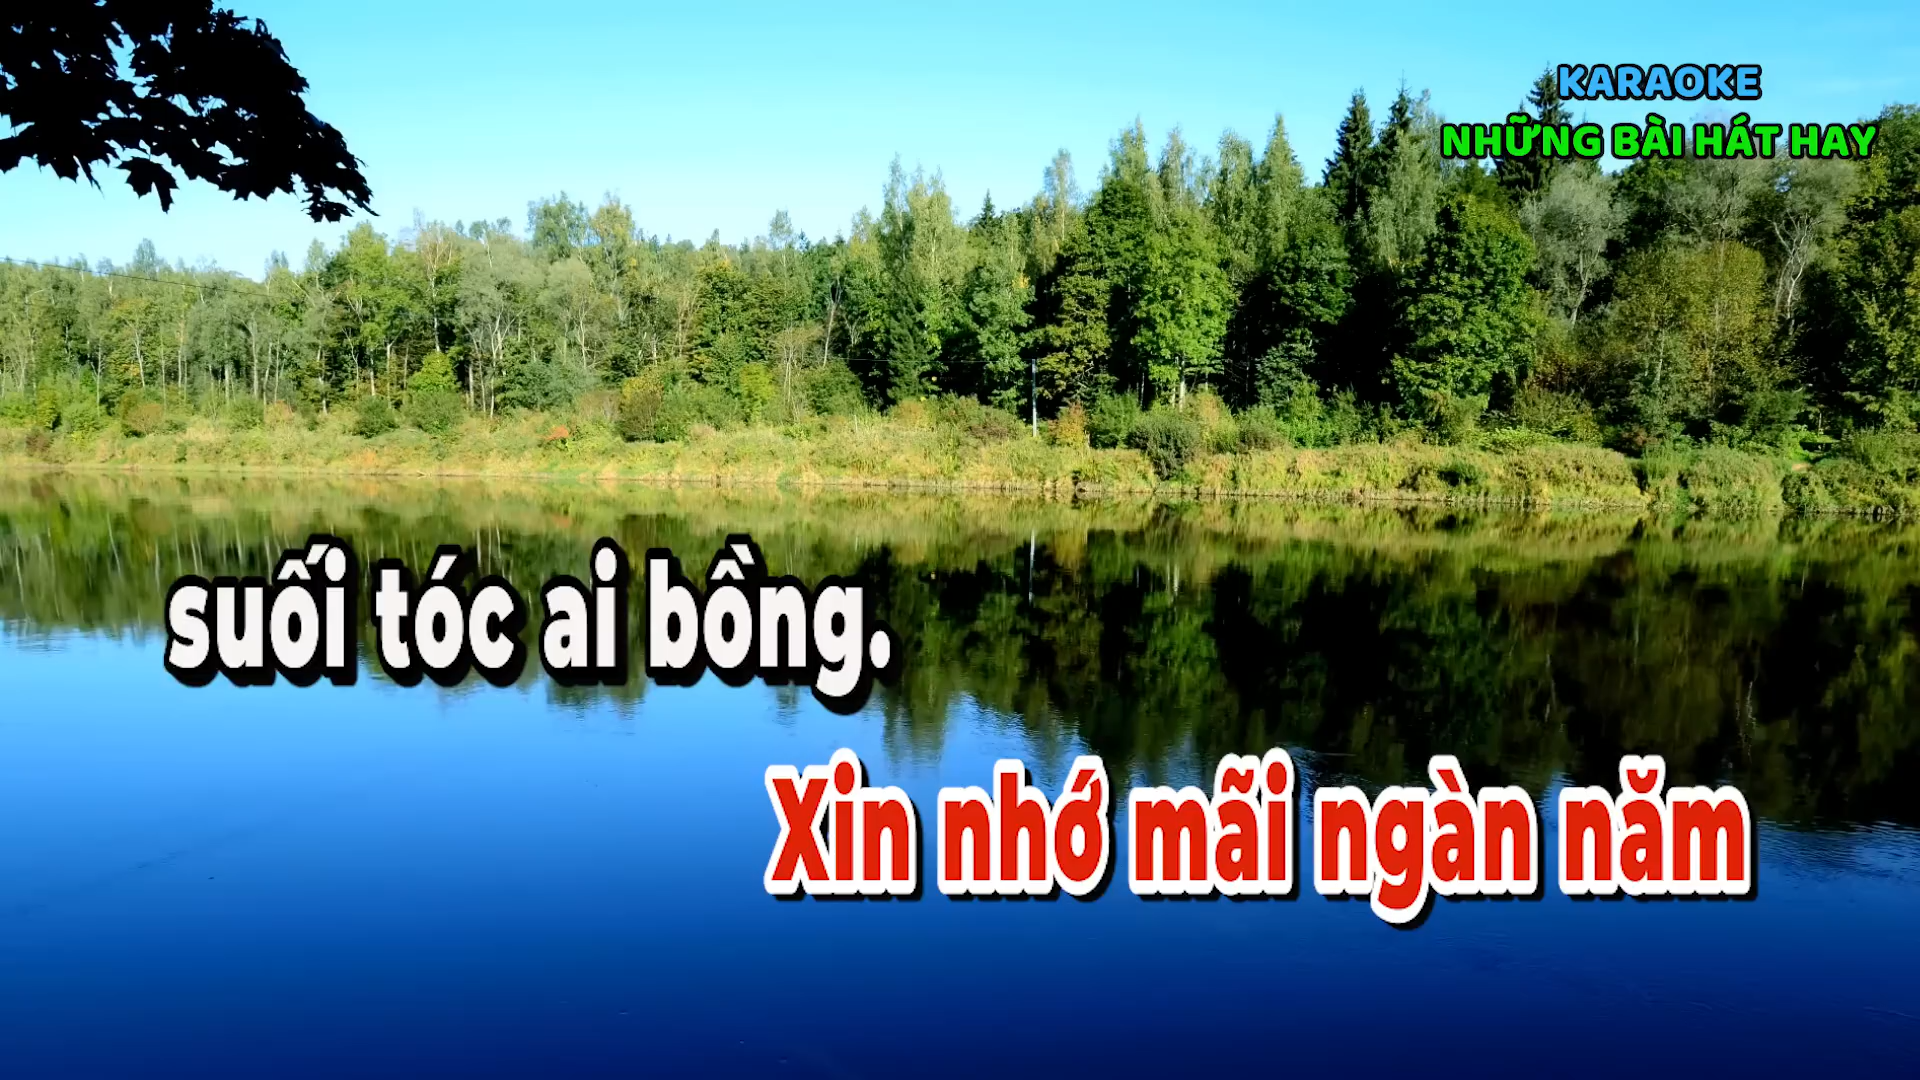 KARAOKE
NHỮNG BÀI HÁT HAY
suối tóc ai bồng.
Xin nhớ mãi ngàn năm